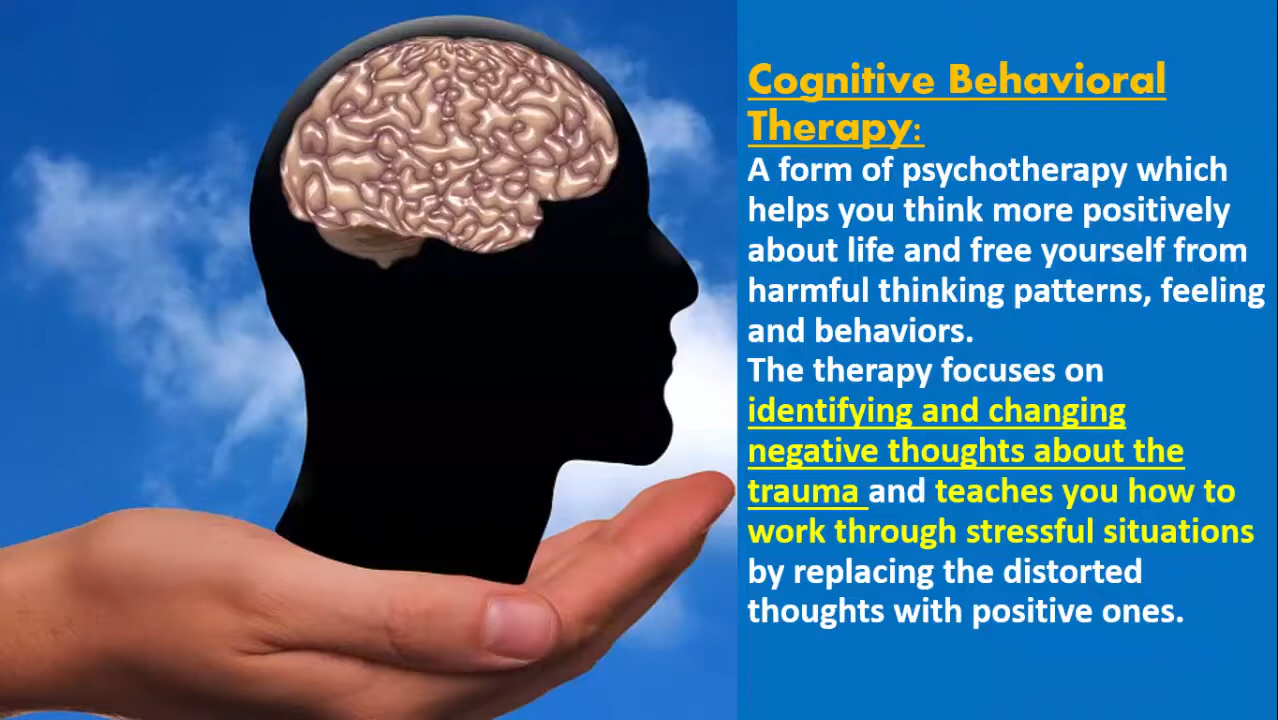 Cognitive Behavioral
Therapy:
A form of psychotherapy which
helps you think more positively
about life and free yourself from
harmful thinking patterns, feeling
and behaviors.
The therapy focuses on
identifying and changing
negative thoughts about the
trauma and teaches you how to
work through stressful situations
by replacing the distorted
thoughts with positive ones.